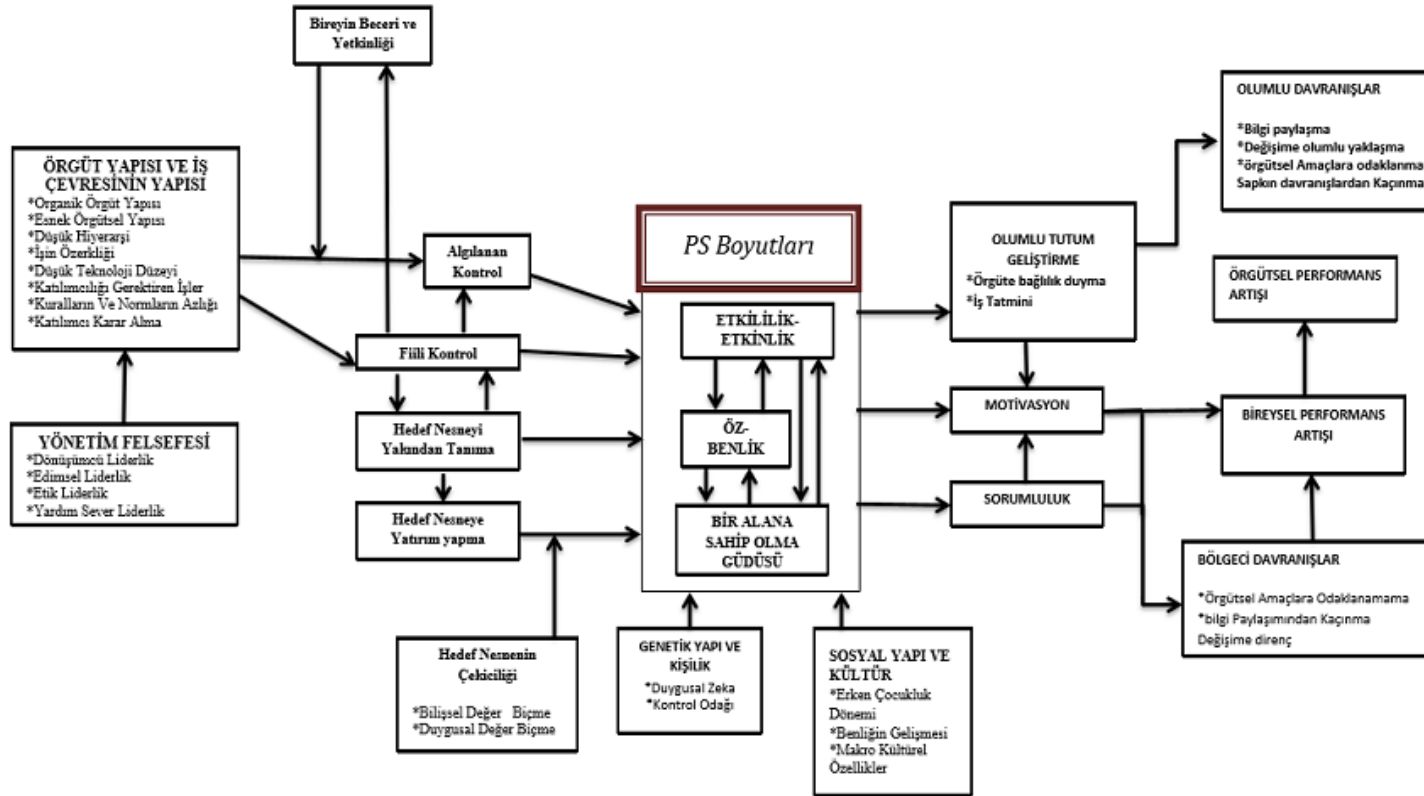 Bireyin Beceri ve
Yetkinliği
ÖRGÜT YAPISI VE İŞ
ÇEVRESİNİN YAPISI
*Organik Örgüt Yapısı
*Esnek Örgütsel Yapısı
*Düşük Hiyerarşi
*İşin Özerkliği
*Düşük Teknoloji Düzeyi
*Katılımcılığı Gerektiren İşler
*Kuralların Ve Normların Azlığı
*Katılımcı Karar Alma
YÖNETİM FELSEFESİ
*Dönüşümcü Liderlik
*Edimsel Liderlik
*Etik Liderlik
*Yardım Sever Liderlik
Algılanan
Kontrol
Fiili Kontrol
Hedef Nesneyi
Yakından Tanıma
Hedef Nesneye
Yatırım yapma
Hedef Nesnenin
Çekiciliği
*Bilişsel Değer Biçme
*Duygusal Değer Biçme
PS Boyutları
ETKİLİLİK-
ETKİNLİK
ÖZ-
BENLİK
BİR ALANA
SAHİP OLMA
GÜDÜSÜ
GENETİK YAPI VE
KİŞİLİK
*Duygusal Zeka
*Kontrol Odağı
SOSYAL YAPI VE
KÜLTÜR
*Erken Çocukluk
Dönemi
*Benliğin Gelişmesi
*Makro Kültürel
Özellikler
OLUMLU TUTUM
GELİŞTİRME
*Örgüte bağlılık duyma
*İş Tatmini
MOTİVASYON
SORUMLULUK
OLUMLU DAVRANIŞLAR
*Bilgi paylaşma
*Değişime olumlu yaklaşma
*örgütsel Amaçlara odaklanma
Sapkın davranışlardan Kaçınma
ÖRGÜTSEL PERFORMANS
ARTIŞI
BİREYSEL PERFORMANS
ARTIŞI
BÖLGECİ DAVRANIŞLAR
*Örgütsel Amaçlara Odaklanamama
*bilgi Paylaşımından Kaçınma
Değişime direnç